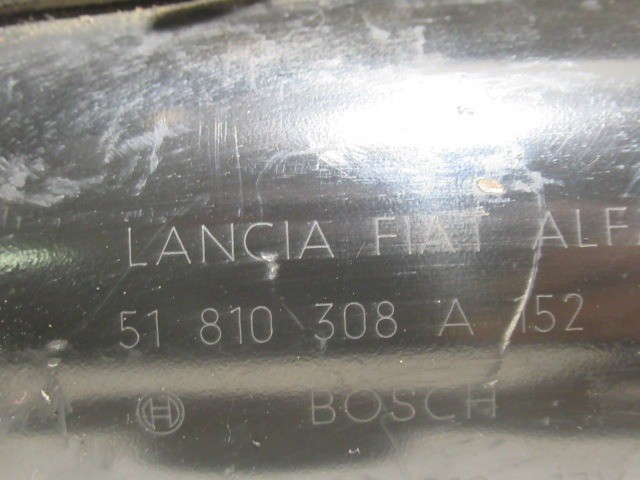 LANCIA FIAT ALF
51 810 308 A 152
BOSCH